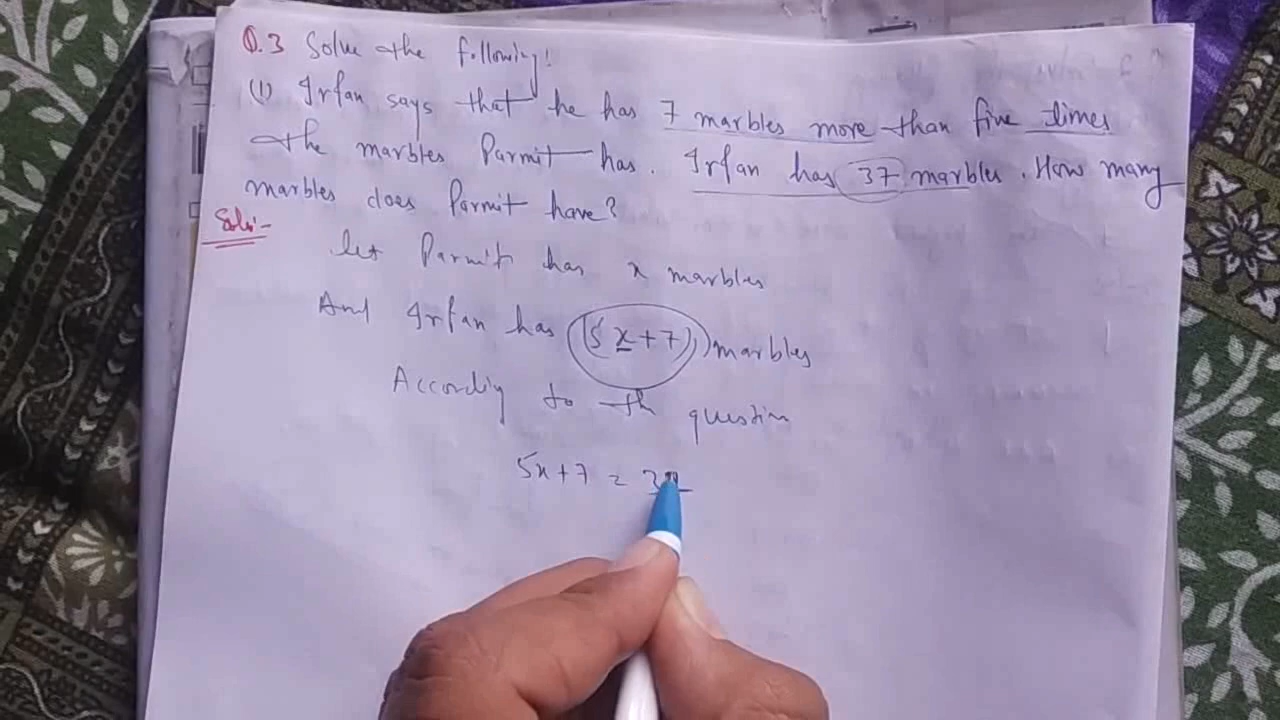 Q.3 Solve the following:
(1) Irfan says that he has 7 marbles more than five times
the marbles Parmit has. Irfan has 37 marbles. How many
marbles does Parmit have?
Soln:-
let Parmit has x marbles
And Irfan has (5x+7) marbles
According to the question
5x+7 = 37